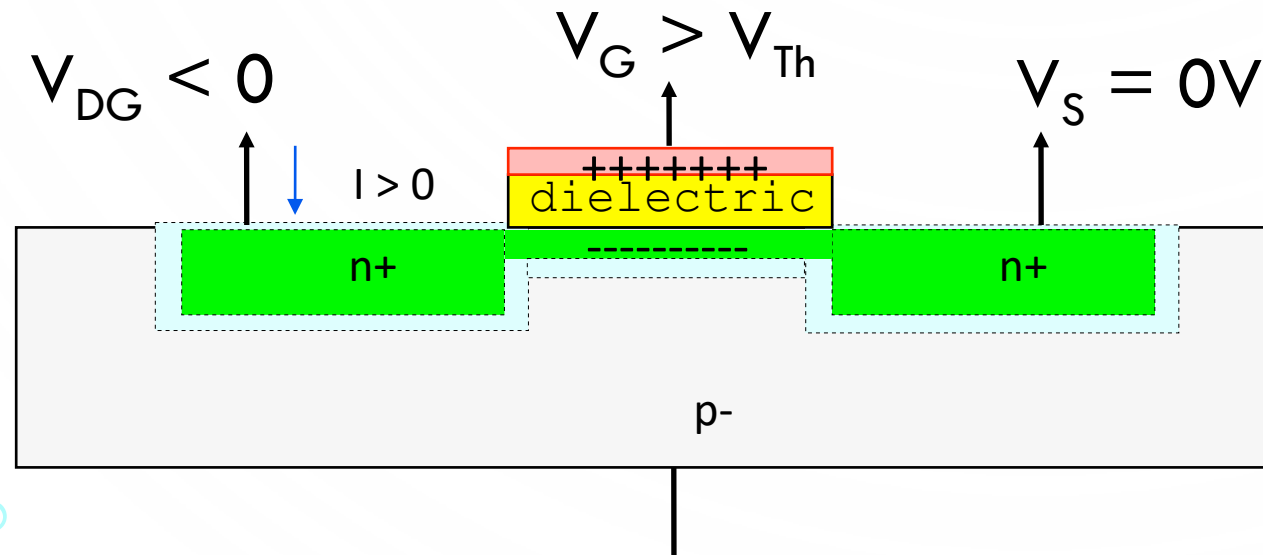 V_DG < 0
V_G > V_Th
V_S = 0V
I > 0
+++++++
dielectric
----------
n+
n+
p-